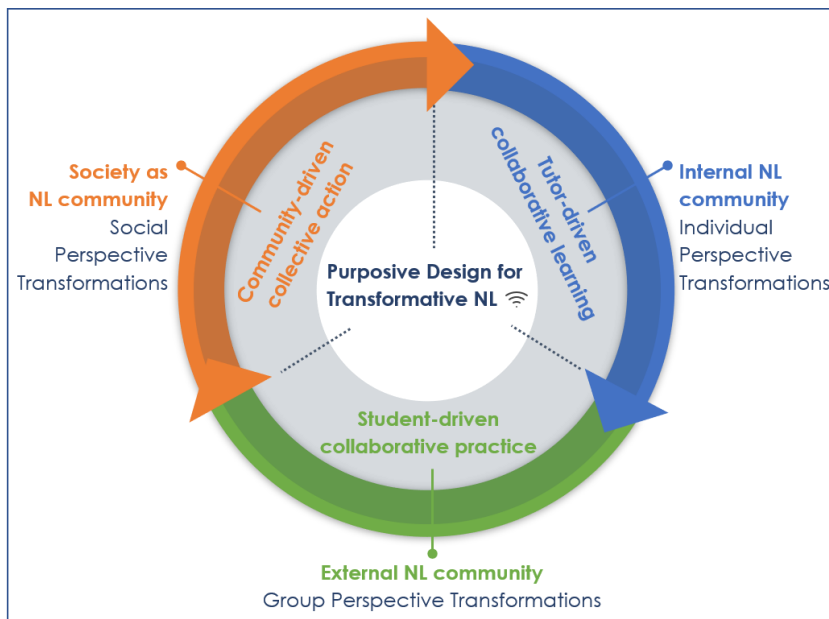 Community-driven
collective action
Tutor-driven
collaborative learning
Society as
NL community
Social
Perspective
Transformations
Internal NL
community
Individual
Perspective
Transformations
Purposive Design for
Transformative NL
Student-driven
collaborative practice
External NL community
Group Perspective Transformations